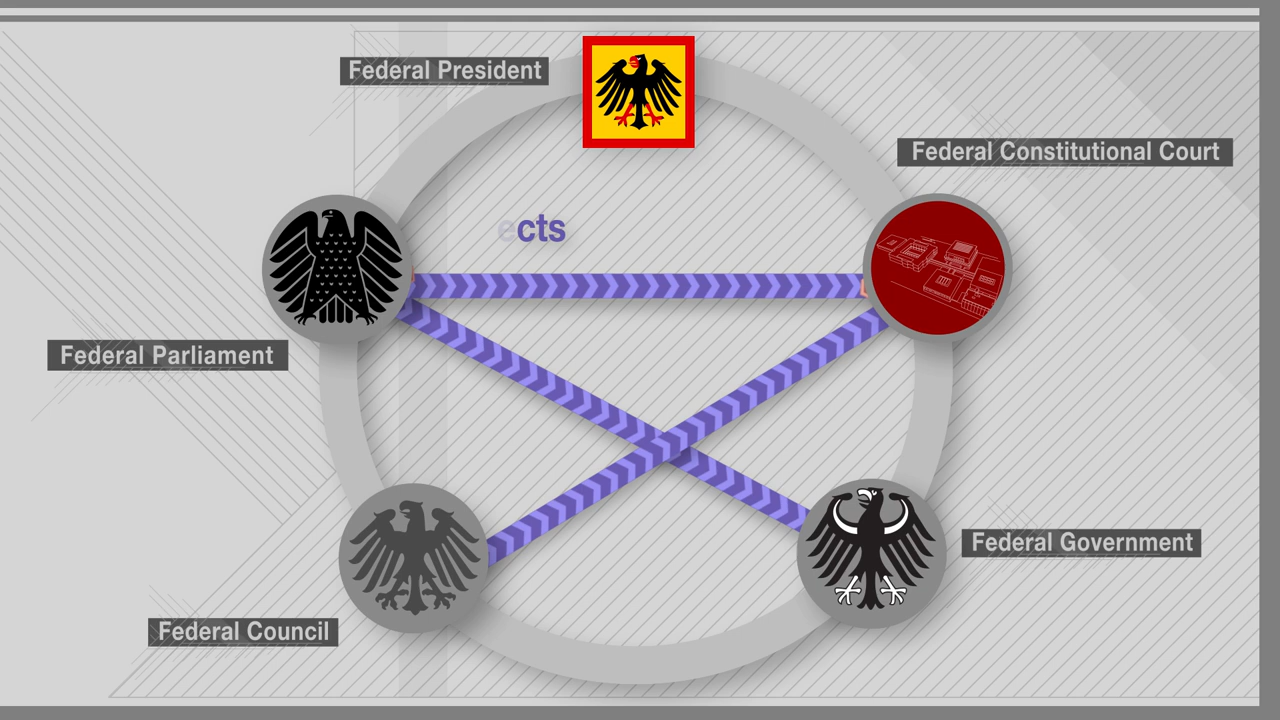 Federal President
Federal Constitutional Court
ects
Federal Parliament
Federal Government
Federal Council